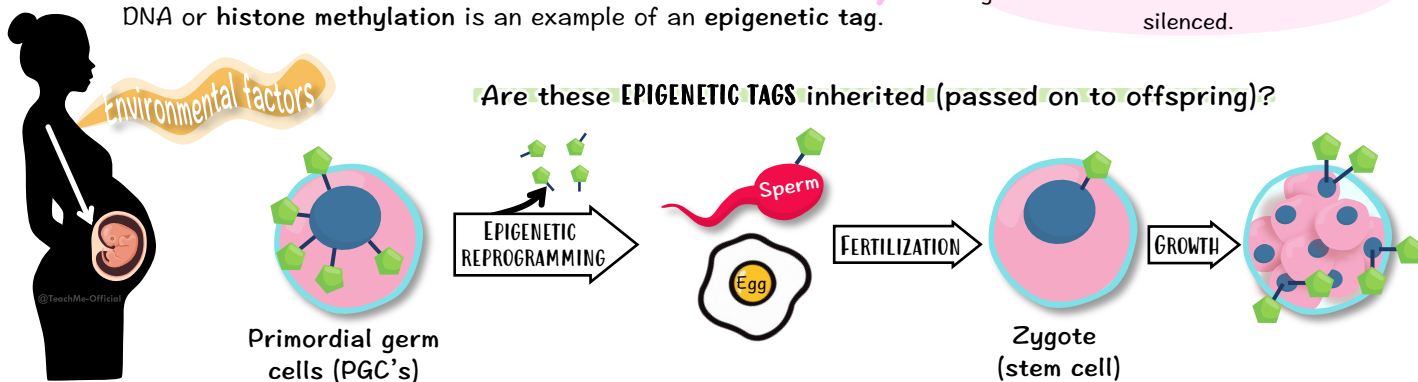 DNA or histone methylation is an example of an epigenetic tag.
silenced.
Environmental factors
Are these EPIGENETIC TAGS inherited (passed on to offspring)?
EPIGENETIC
REPROGRAMMING
Sperm
Egg
FERTILIZATION
GROWTH
@TeachMe-Official
Primordial germ
cells (PGC's)
Zygote
(stem cell)